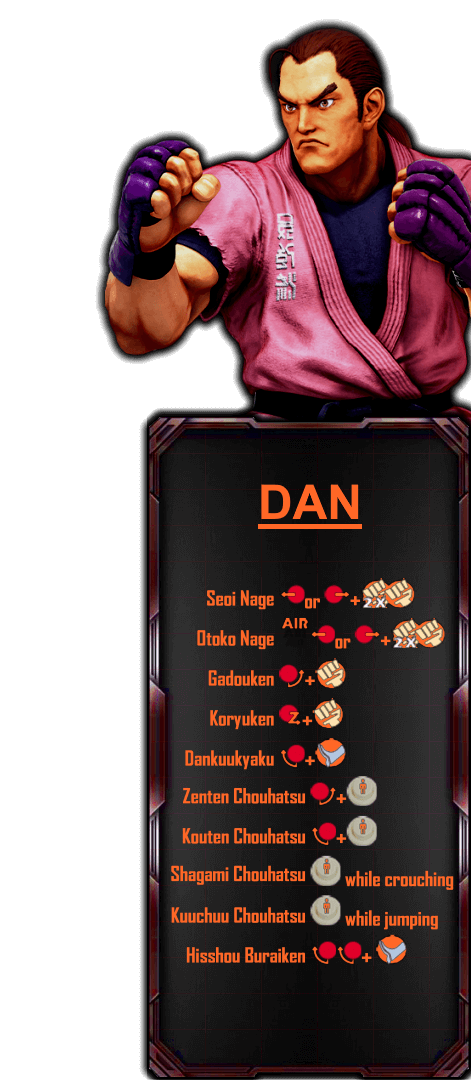 DAN
Seoi Nage or + 2x
Otoko Nage AIR or + 2x
Gadouken +
Koryuken Z +
Dankuukyaku +
Zenten Chouhatsu +
Kouten Chouhatsu +
Shagami Chouhatsu while crouching
Kuuchuu Chouhatsu while jumping
Hisshou Buraiken +